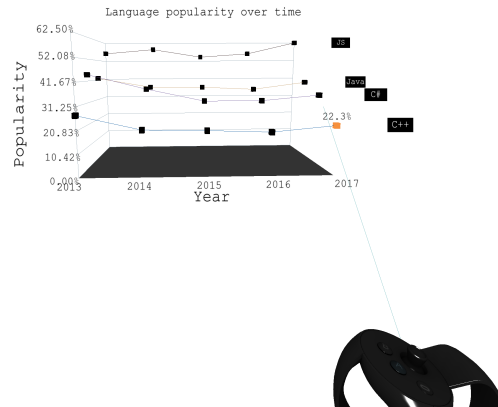 Language popularity over time
62.50%
52.08%
41.67%
31.25%
20.83%
10.42%
0.00%
Popularity
JS
Java
C#
C++
22.3%
2013
2014
2015
2016
2017
Year